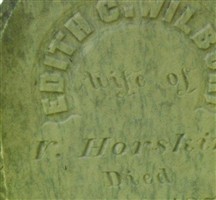 EDITH C. WILBUR
Wife of
F. Horskin
Died